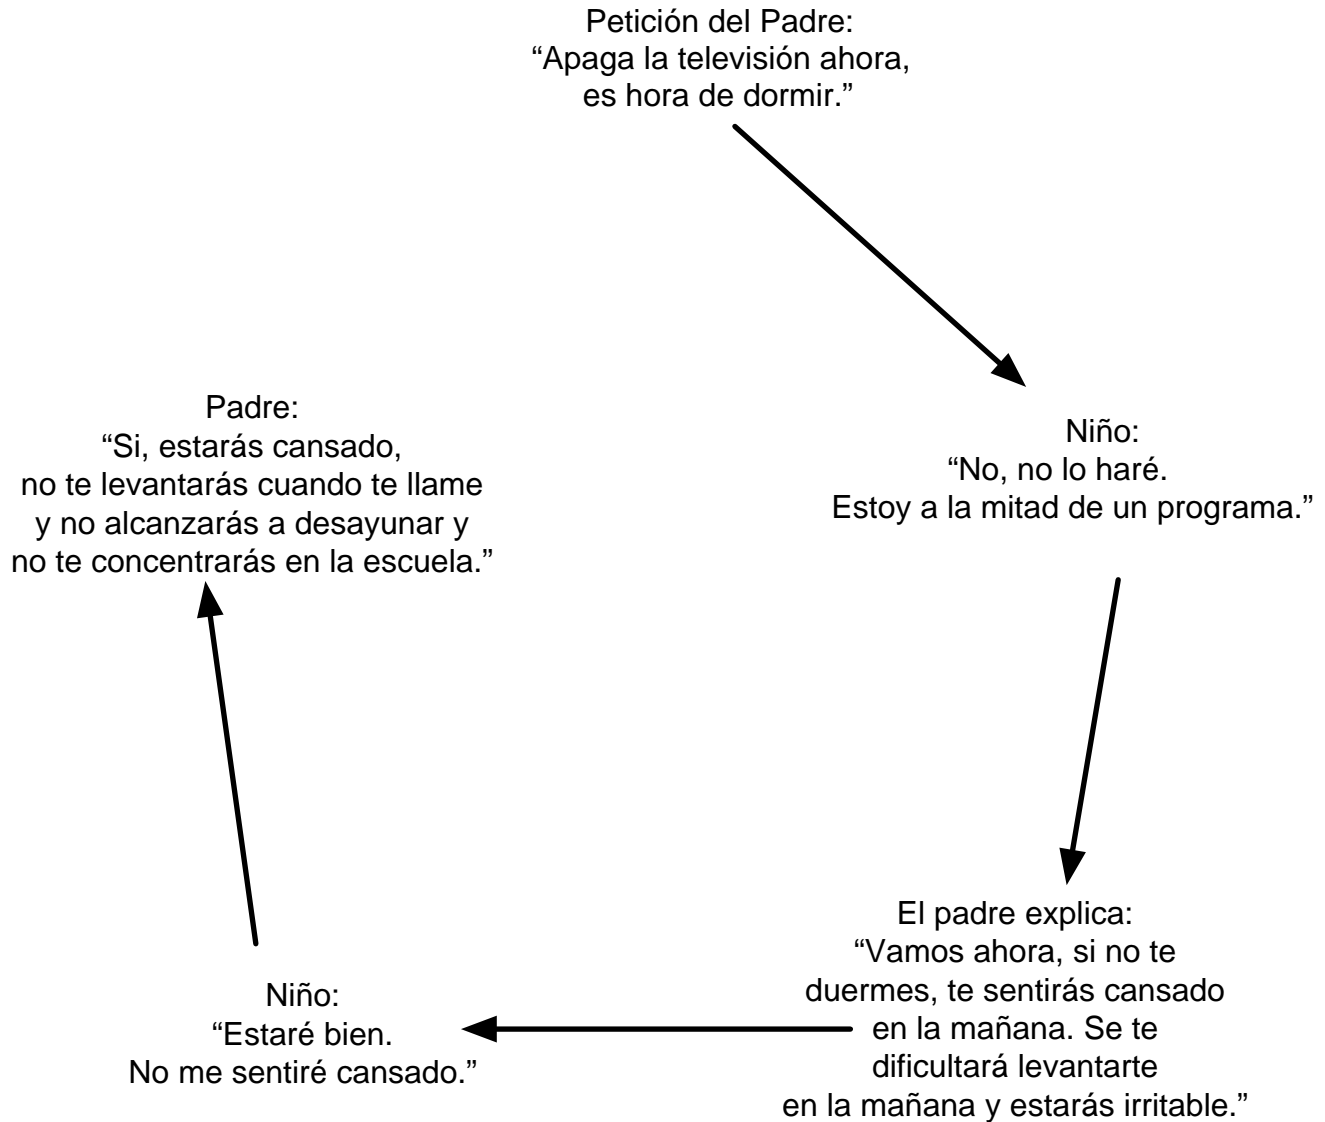 Petición del Padre:
“Apaga la televisión ahora,
es hora de dormir.”
Niño:
“No, no lo haré.
Estoy a la mitad de un programa.”
El padre explica:
“Vamos ahora, si no te
duermes, te sentirás cansado
en la mañana. Se te
dificultará levantarte
en la mañana y estarás irritable.”
Niño:
“Estaré bien.
No me sentiré cansado.”
Padre:
“Si, estarás cansado,
no te levantarás cuando te llame
y no alcanzarás a desayunar y
no te concentrarás en la escuela.”